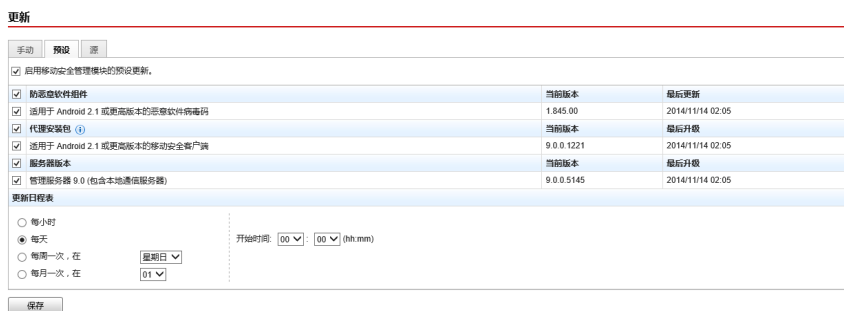 更新
手动 预设 源
启用移动安全管理模块的预设更新。
防恶意软件组件 当前版本 最后更新
适用于 Android 2.1 或更高版本的恶意软件病毒码 1.845.00 2014/11/14 02:05
代理安装包 当前版本 最后升级
适用于 Android 2.1 或更高版本的移动安全客户端 9.0.0.1221 2014/11/14 02:05
服务器版本 当前版本 最后升级
管理服务器 9.0 (包含本地通信服务器) 9.0.0.5145 2014/11/14 02:05
更新日程表
每小时
每天 开始时间: 00 : 00 (hh:mm)
每周一次，在 星期日
每月一次，在 01
保存